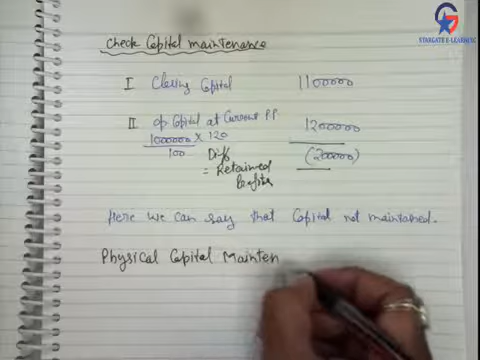 STARGATE E-LEARNING
Check Capital maintenance
I Closing Capital 1100000
II op Capital at Current PP 1200000
1000000 x 120
100
Diff (200000)
= Retained
Profits
Here we can say that Capital not maintained.
Physical Capital Mainten